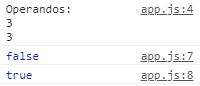 Operandos: app.js:4
3
3
false app.js:7
true app.js:8